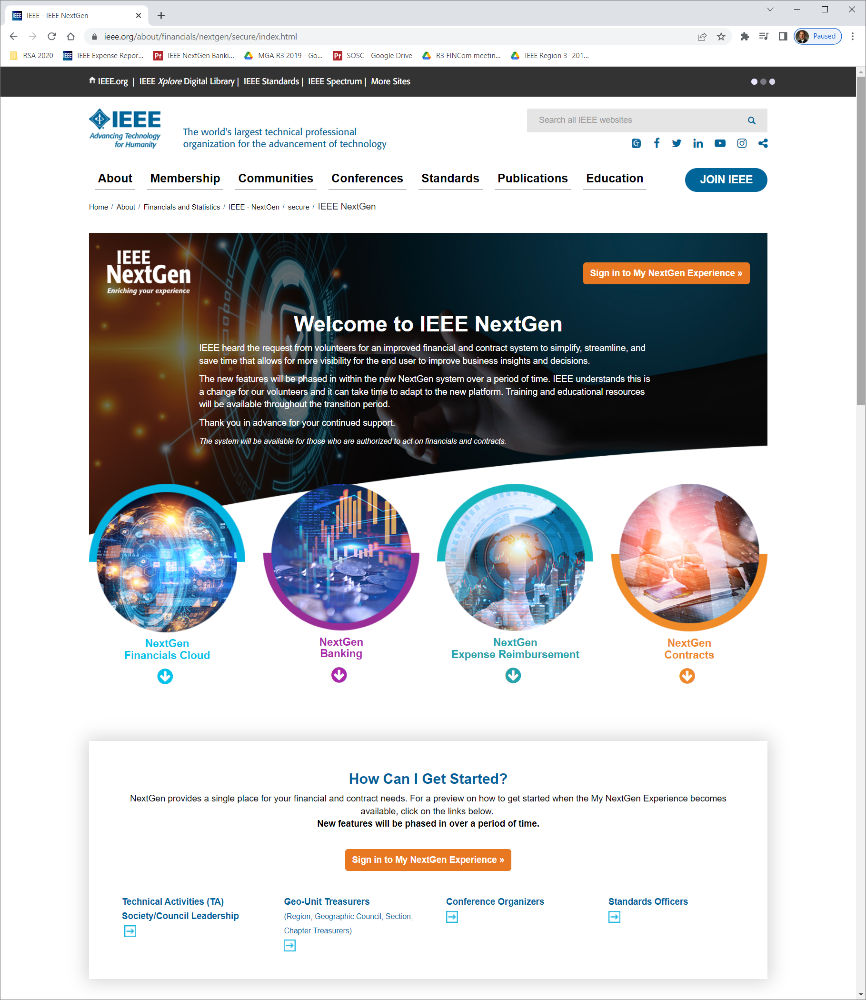 IEEE - IEEE NextGen
ieee.org/about/financials/nextgen/secure/index.html
Paused
RSA 2020
IEEE Expense Repor...
IEEE NextGen Banki...
MGA R3 2019 - Go...
SOSC - Google Drive
R3 FINCom meetin...
IEEE Region 3- 201...
IEEE.org | IEEE Xplore Digital Library | IEEE Standards | IEEE Spectrum | More Sites
IEEE
Advancing Technology
for Humanity
The world's largest technical professional
organization for the advancement of technology
Search all IEEE websites
About Membership Communities Conferences Standards Publications Education
JOIN IEEE
Home / About / Financials and Statistics / IEEE - NextGen / secure / IEEE NextGen
IEEE
NextGen
Enriching your experience
Sign in to My NextGen Experience »
Welcome to IEEE NextGen
IEEE heard the request from volunteers for an improved financial and contract system to simplify, streamline, and
save time that allows for more visibility for the end user to improve business insights and decisions.
The new features will be phased in within the new NextGen system over a period of time. IEEE understands this is
a change for our volunteers and it can take time to adapt to the new platform. Training and educational resources
will be available throughout the transition period.
Thank you in advance for your continued support.
The system will be available for those who are authorized to act on financials and contracts.
NextGen
Financials Cloud
NextGen
Banking
NextGen
Expense Reimbursement
NextGen
Contracts
How Can I Get Started?
NextGen provides a single place for your financial and contract needs. For a preview on how to get started when the My NextGen Experience becomes
available, click on the links below.
New features will be phased in over a period of time.
Sign in to My NextGen Experience »
Technical Activities (TA)
Society/Council Leadership
Geo-Unit Treasurers
(Region, Geographic Council, Section,
Chapter Treasurers)
Conference Organizers
Standards Officers